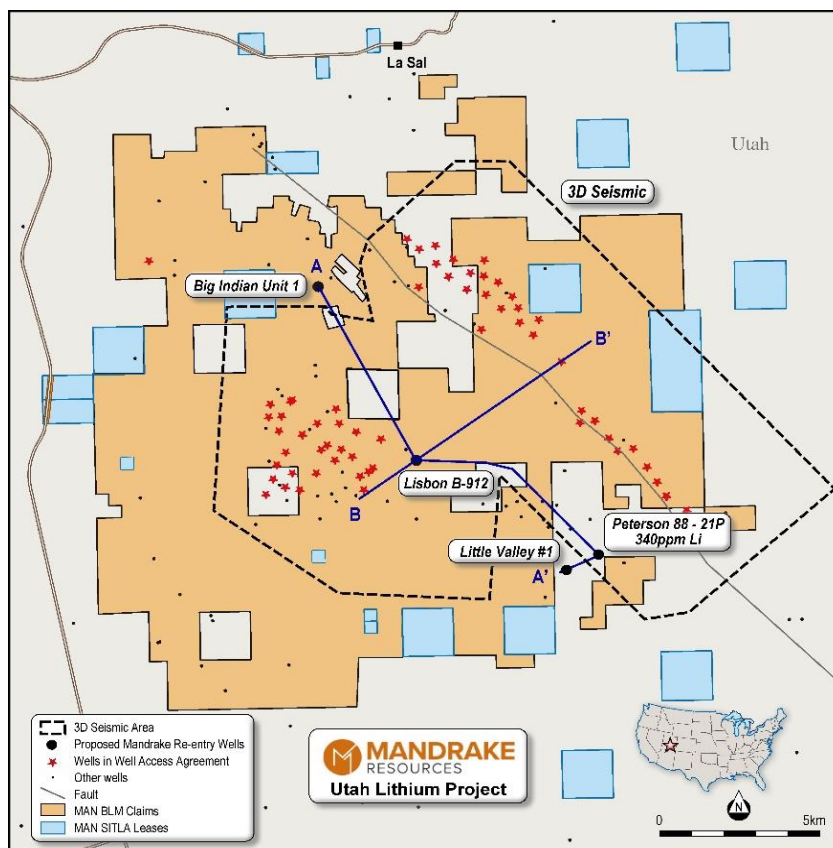 La Sal
Utah
3D Seismic
A
Big Indian Unit 1
B'
Lisbon B-912
B
Peterson 88 - 21P
340ppm Li
Little Valley #1
A'
3D Seismic Area
Proposed Mandrake Re-entry Wells
Wells in Well Access Agreement
Other wells
Fault
MAN BLM Claims
MAN SITLA Leases
MANDRAKE
RESOURCES
Utah Lithium Project
N
0
5km